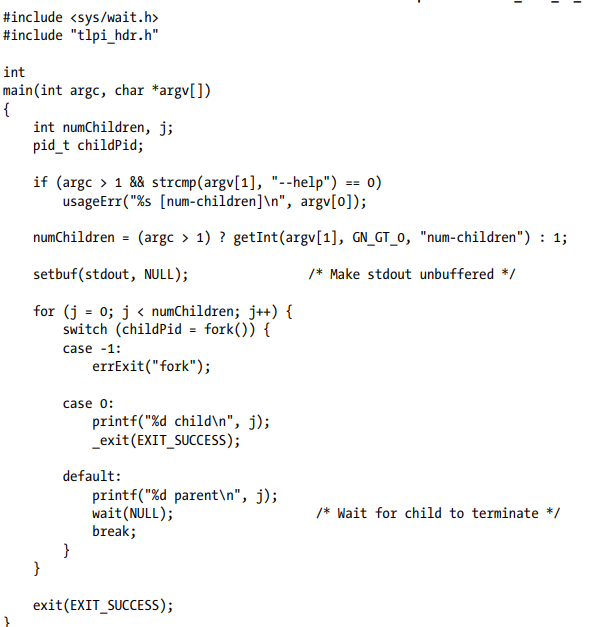 #include <sys/wait.h>
#include "tlpi_hdr.h"
int
main(int argc, char *argv[])
{
int numChildren, j;
pid_t childPid;
if (argc > 1 && strcmp(argv[1], "--help") == 0)
usageErr("%s [num-children]\n", argv[0]);
numChildren = (argc > 1) ? getInt(argv[1], GN_GT_0, "num-children") : 1;
setbuf(stdout, NULL); /* Make stdout unbuffered */
for (j = 0; j < numChildren; j++) {
switch (childPid = fork()) {
case -1:
errExit("fork");
case 0:
printf("%d child\n", j);
_exit(EXIT_SUCCESS);
default:
printf("%d parent\n", j);
wait(NULL); /* Wait for child to terminate */
break;
}
}
exit(EXIT_SUCCESS);
}